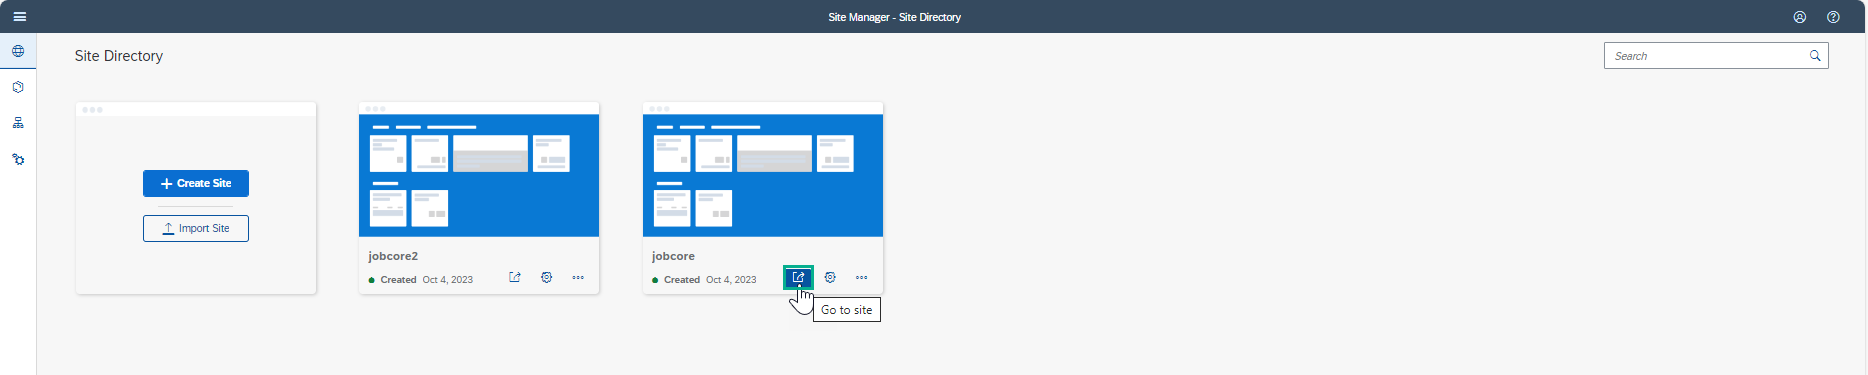 Site Manager - Site Directory
Site Directory
Search
Create Site
Import Site
jobcore2
Created Oct 4, 2023
jobcore
Created Oct 4, 2023
Go to site